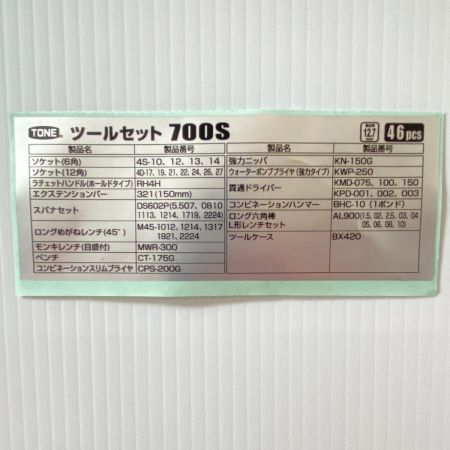 TONE ツールセット 700S 差込角 12.7 46pcs
製品名 製品番号
ソケット(6角) 4S-10、12、13、14
ソケット(12角) 4D-17、19、21、22、24、26、27
ラチェットハンドル(ホールドタイプ) RH4H
エクステンションバー 321(150mm)
スパナセット DS602P(5.507、0810
1113、1214、1719、2224)
ロングめがねレンチ(45°) M45-1012、1214、1317
1921、2224
モンキレンチ(目盛付) MWR-300
ペンチ CT-175G
コンビネーションスリムプライヤ CPS-200G
製品名 製品番号
強力ニッパ KN-150G
ウォーターポンププライヤ(強力タイプ) KWP-250
貫通ドライバー KMD-075、100、150
KPD-001、002、003
コンビネーションハンマー BHC-10(1ポンド)
ロング六角棒 AL900(1.5、02、2.5、03、04
L形レンチセット 05、06、08、10)
ツールケース BX420